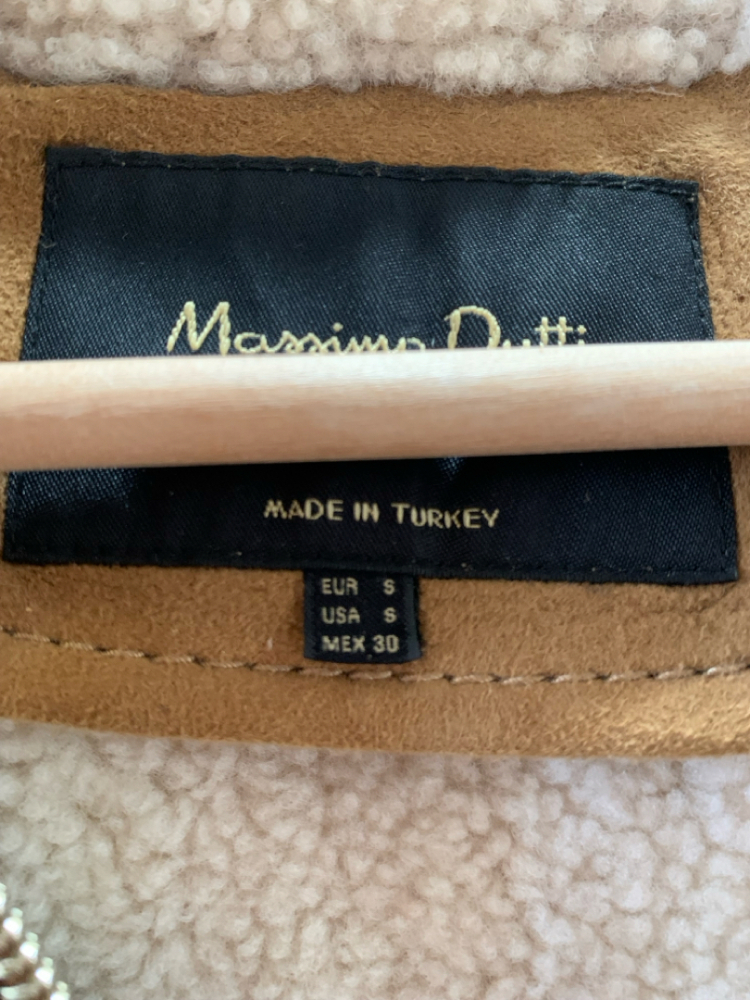 Massimo Dutti
MADE IN TURKEY
EUR S
USA S
MEX 30